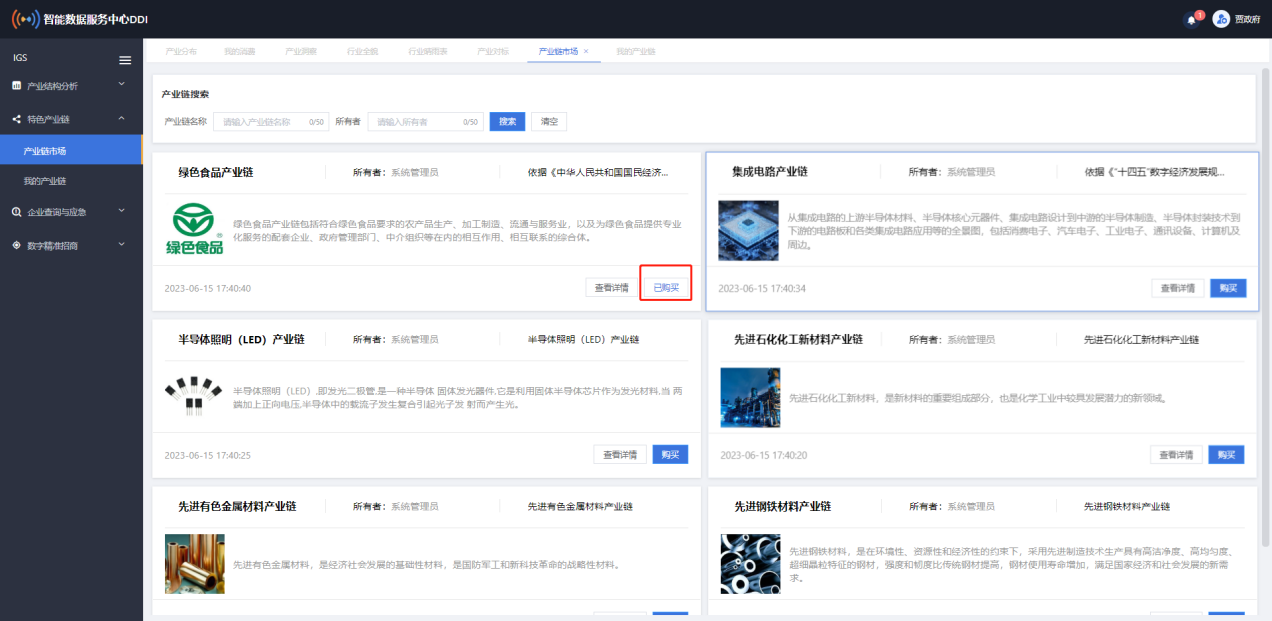 智能数据服务中心DDI
1
贾政府
IGS
产业结构分析
特色产业链
产业链市场
我的产业链
企业查询与应急
数字精准招商
产业分布 我的消息 产业洞察 行业全貌 行业晴雨表 产业对标 产业链市场 × 我的产业链
产业链搜索
产业链名称 请输入产业链名称 0/50 所有者 请输入所有者 0/50 搜索 清空
绿色食品产业链 所有者: 系统管理员 依据《中华人民共和国国民经济...
绿色食品®
绿色食品产业链包括符合绿色食品要求的农产品生产、加工制造、流通与服务业，以及为绿色食品提供专业
化服务的配套企业、政府管理部门、中介组织等在内的相互作用、相互联系的综合体。
2023-06-15 17:40:40 查看详情 已购买
集成电路产业链 所有者: 系统管理员 依据《“十四五”数字经济发展规...
从集成电路的上游半导体材料、半导体核心元器件、集成电路设计到中游的半导体制造、半导体封装技术到
下游的电路板和各类集成电路应用等的全景图，包括消费电子、汽车电子、工业电子、通讯设备、计算机及
周边。
2023-06-15 17:40:34 查看详情 购买
半导体照明（LED）产业链 所有者: 系统管理员 半导体照明（LED）产业链
半导体照明（LED）,即发光二极管,是一种半导体 固体发光器件,它是利用固体半导体芯片作为发光材料,当 两
端加上正向电压,半导体中的载流子发生复合引起光子发 射而产生光。
2023-06-15 17:40:25 查看详情 购买
先进石化化工新材料产业链 所有者: 系统管理员 先进石化化工新材料产业链
先进石化化工新材料，是新材料的重要组成部分，也是化学工业中较具发展潜力的新领域。
2023-06-15 17:40:20 查看详情 购买
先进有色金属材料产业链 所有者: 系统管理员 先进有色金属材料产业链
先进有色金属材料，是经济社会发展的基础性材料，是国防军工和新科技革命的战略性材料。
先进钢铁材料产业链 所有者: 系统管理员 先进钢铁材料产业链
先进钢铁材料，是在环境性、资源性和经济性的约束下，采用先进制造技术生产具有高洁净度、高均匀度、
超细晶粒特征的钢材，强度和韧度比传统钢材提高，钢材使用寿命增加，满足国家经济和社会发展的新需
求。